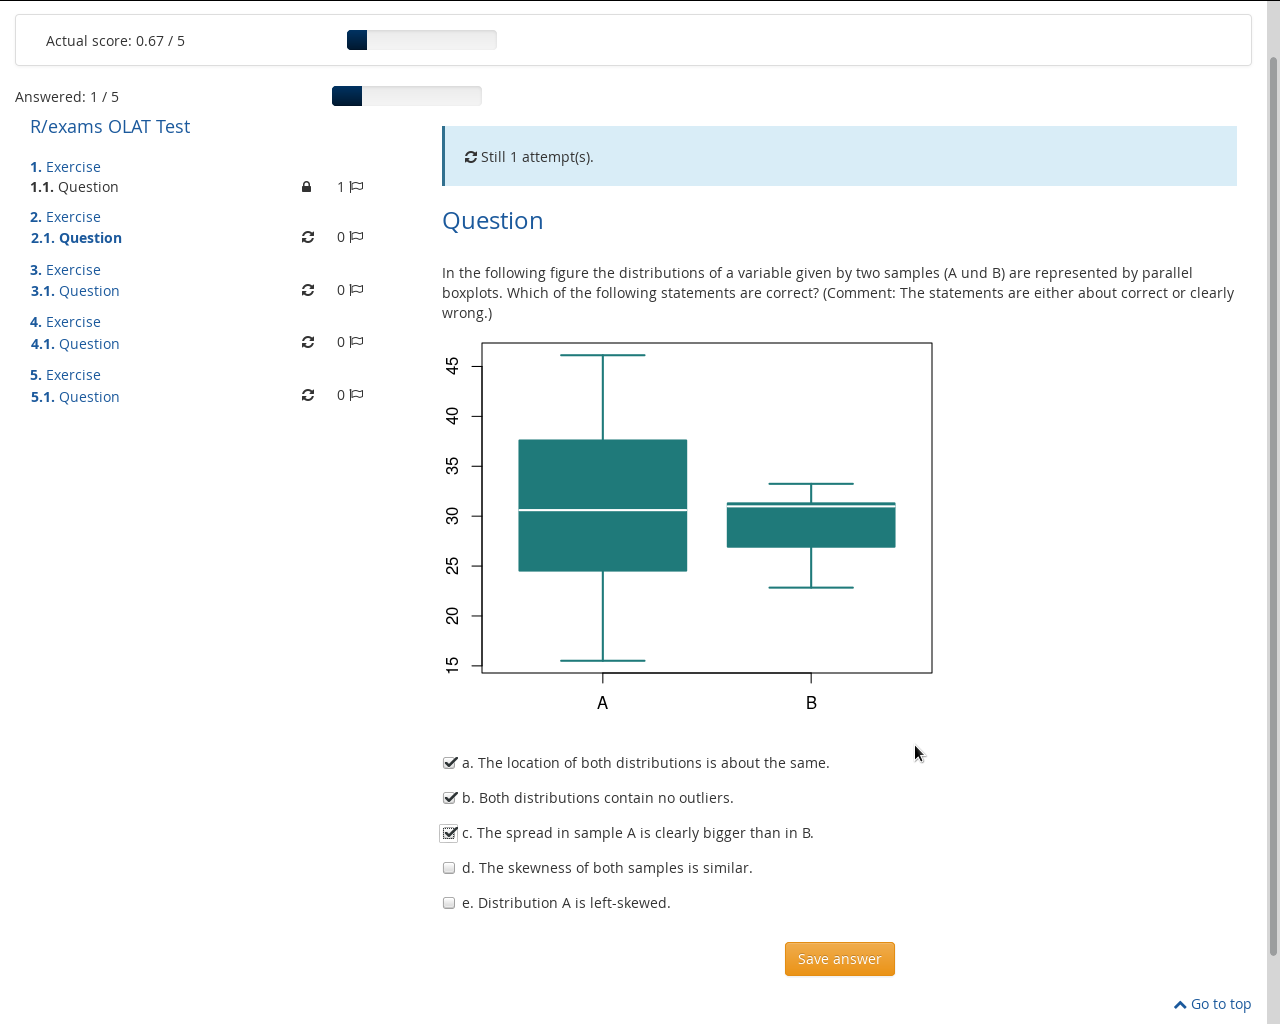 Actual score: 0.67 / 5
Answered: 1 / 5
R/exams OLAT Test
1. Exercise
1.1. Question 1
2. Exercise
2.1. Question 0
3. Exercise
3.1. Question 0
4. Exercise
4.1. Question 0
5. Exercise
5.1. Question 0
Still 1 attempt(s).
Question
In the following figure the distributions of a variable given by two samples (A und B) are represented by parallel
boxplots. Which of the following statements are correct? (Comment: The statements are either about correct or clearly
wrong.)
45
40
35
30
25
20
15
A B
a. The location of both distributions is about the same.
b. Both distributions contain no outliers.
c. The spread in sample A is clearly bigger than in B.
d. The skewness of both samples is similar.
e. Distribution A is left-skewed.
Save answer
Go to top